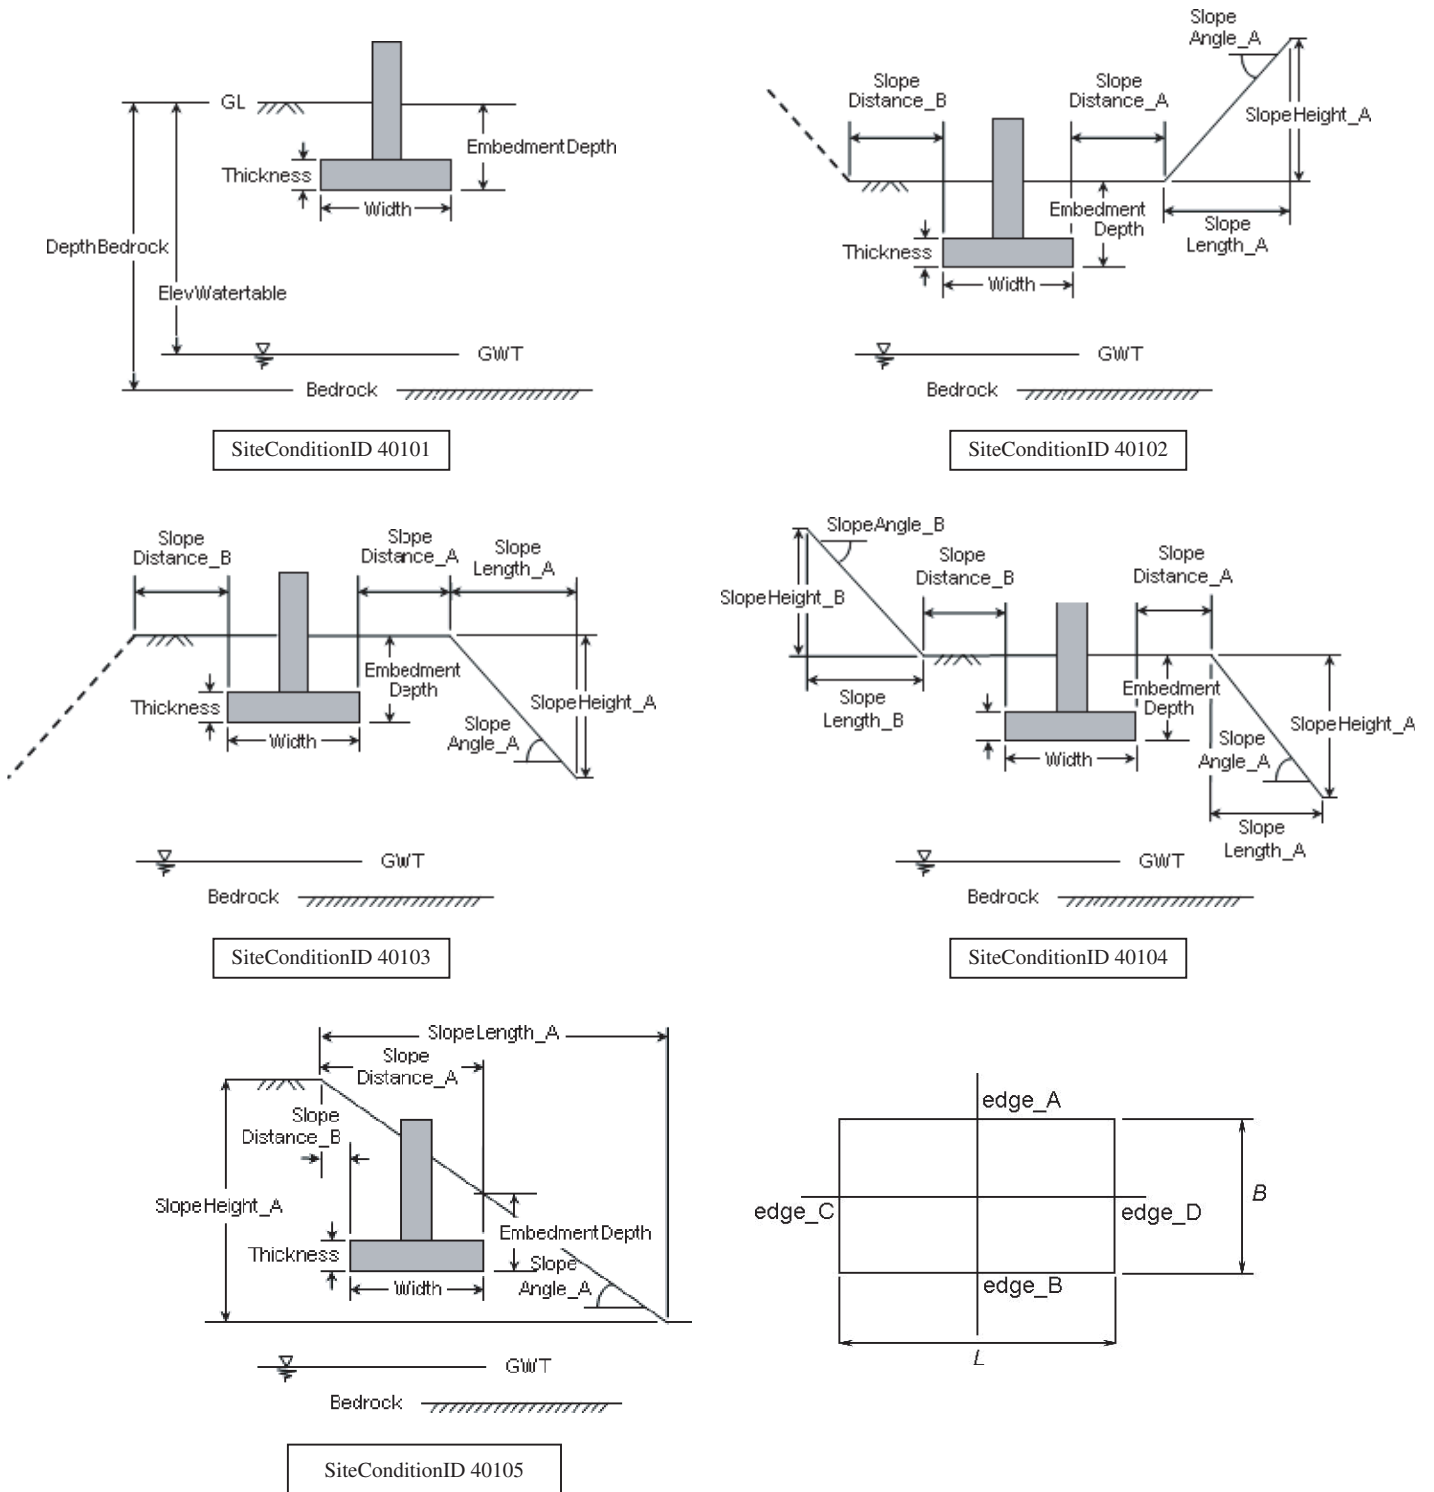 GL
EmbedmentDepth
Thickness
Width
DepthBedrock
ElevWatertable
GWT
Bedrock
SiteConditionID 40101
Slope
Angle_A
Slope
Distance_B
Slope
Distance_A
SlopeHeight_A
Embedment
Depth
Slope
Length_A
Thickness
Width
GWT
Bedrock
SiteConditionID 40102
Slope
Distance_B
Slope
Distance_A
Slope
Length_A
Embedment
Depth
Thickness
SlopeHeight_A
Slope
Angle_A
Width
GWT
Bedrock
SiteConditionID 40103
SlopeAngle_B
Slope
Distance_B
Slope
Distance_A
SlopeHeight_B
Slope
Length_B
Embedment
Depth
SlopeHeight_A
Width
Slope
Angle_A
Slope
Length_A
GWT
Bedrock
SiteConditionID 40104
SlopeLength_A
Slope
Distance_A
Slope
Distance_B
SlopeHeight_A
EmbedmentDepth
Thickness
Slope
Angle_A
Width
GWT
Bedrock
SiteConditionID 40105
edge_A
B
edge_C
edge_D
edge_B
L